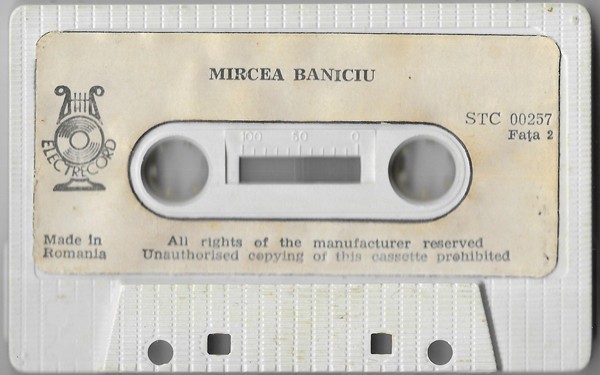 MIRCEA BANICIU
STC 00257
Fața 2
ELECTRECORD
100 50 0
Made in
Romania
All rights of the manufacturer reserved
Unauthorised copying of this cassette prohibited